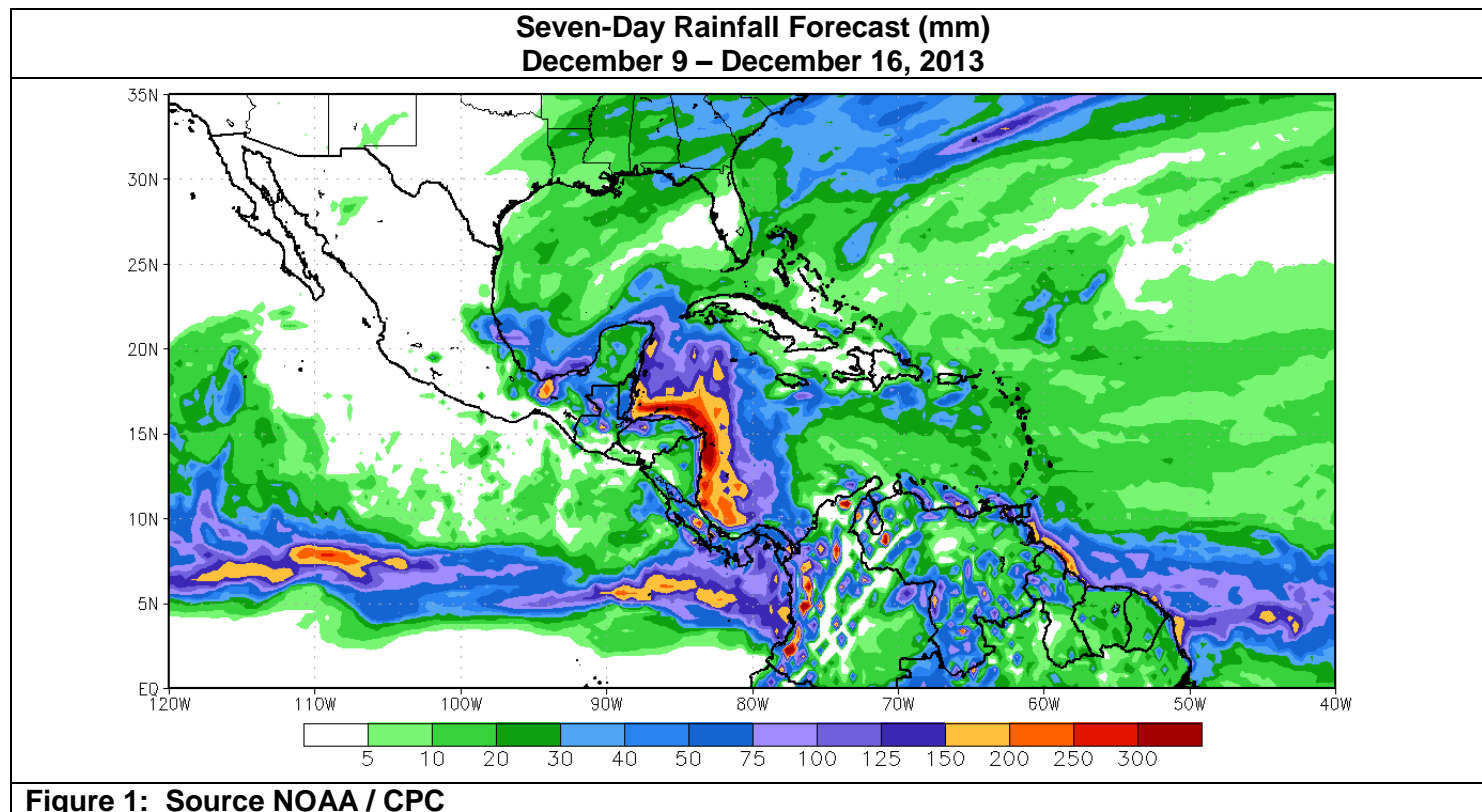 Seven-Day Rainfall Forecast (mm)
December 9 – December 16, 2013
35N
30N
25N
20N
15N
10N
5N
EQ
120W 110W 100W 90W 80W 70W 60W 50W 40W
5 10 20 30 40 50 75 100 125 150 200 250 300
Figure 1: Source NOAA / CPC